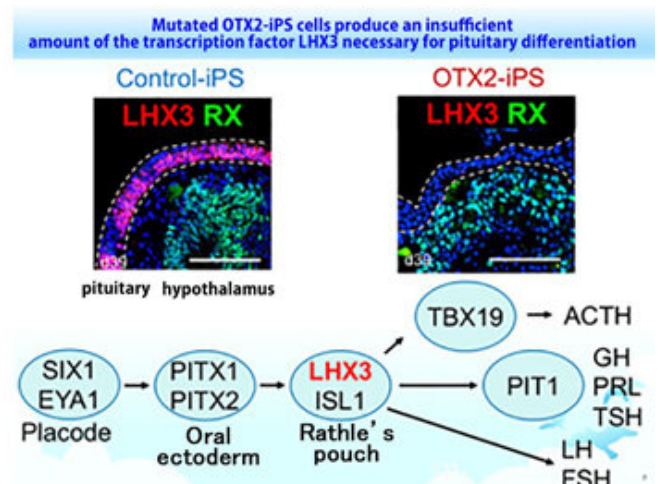 Mutated OTX2-iPS cells produce an insufficient
amount of the transcription factor LHX3 necessary for pituitary differentiation
Control-iPS
OTX2-iPS
LHX3 RX
LHX3 RX
d39
d39
pituitary hypothalamus
TBX19
ACTH
SIX1
EYA1
Placode
PITX1
PITX2
Oral
ectoderm
LHX3
ISL1
Rathle's
pouch
PIT1
GH
PRL
TSH
LH
FSH